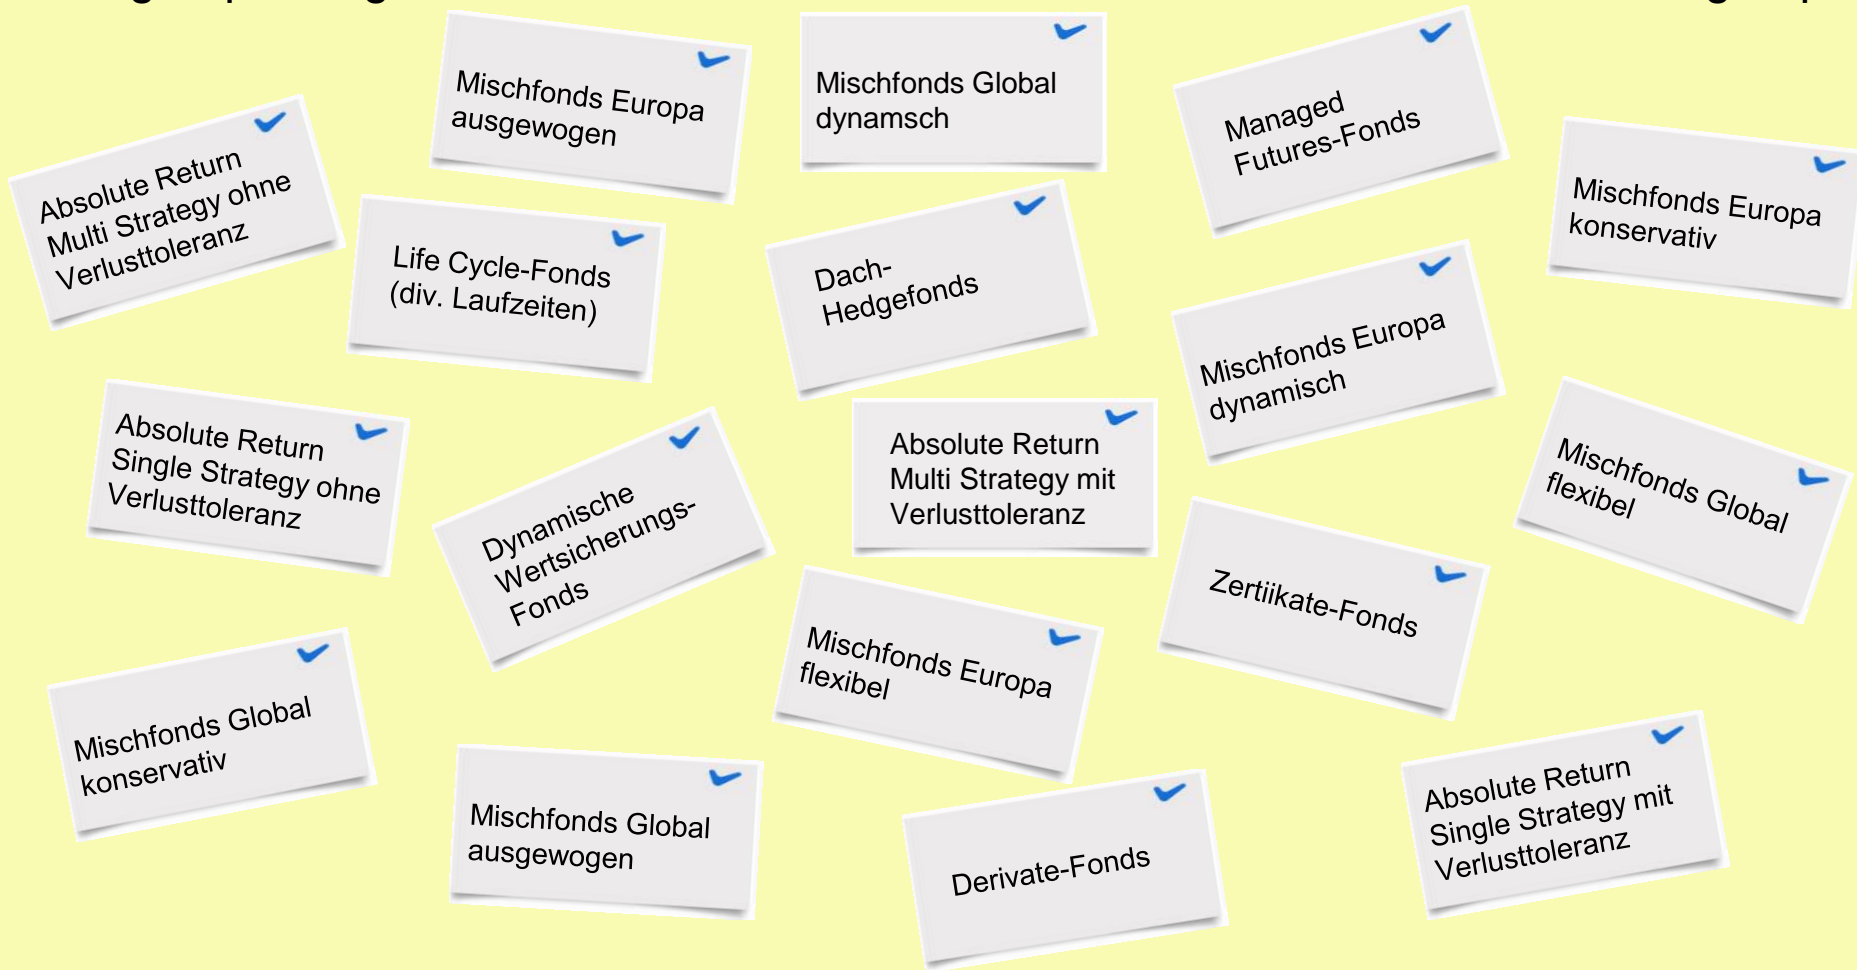 Mischfonds Europa
ausgewogen
Mischfonds Global
dynamsch
Managed
Futures-Fonds
Absolute Return
Multi Strategy ohne
Verlusttoleranz
Mischfonds Europa
konservativ
Life Cycle-Fonds
(div. Laufzeiten)
Dach-
Hedgefonds
Mischfonds Europa
dynamisch
Absolute Return
Single Strategy ohne
Verlusttoleranz
Dynamische
Wertsicherungs-
Fonds
Absolute Return
Multi Strategy mit
Verlusttoleranz
Mischfonds Global
flexibel
Zertiikate-Fonds
Mischfonds Europa
flexibel
Mischfonds Global
konservativ
Mischfonds Global
ausgewogen
Derivate-Fonds
Absolute Return
Single Strategy mit
Verlusttoleranz